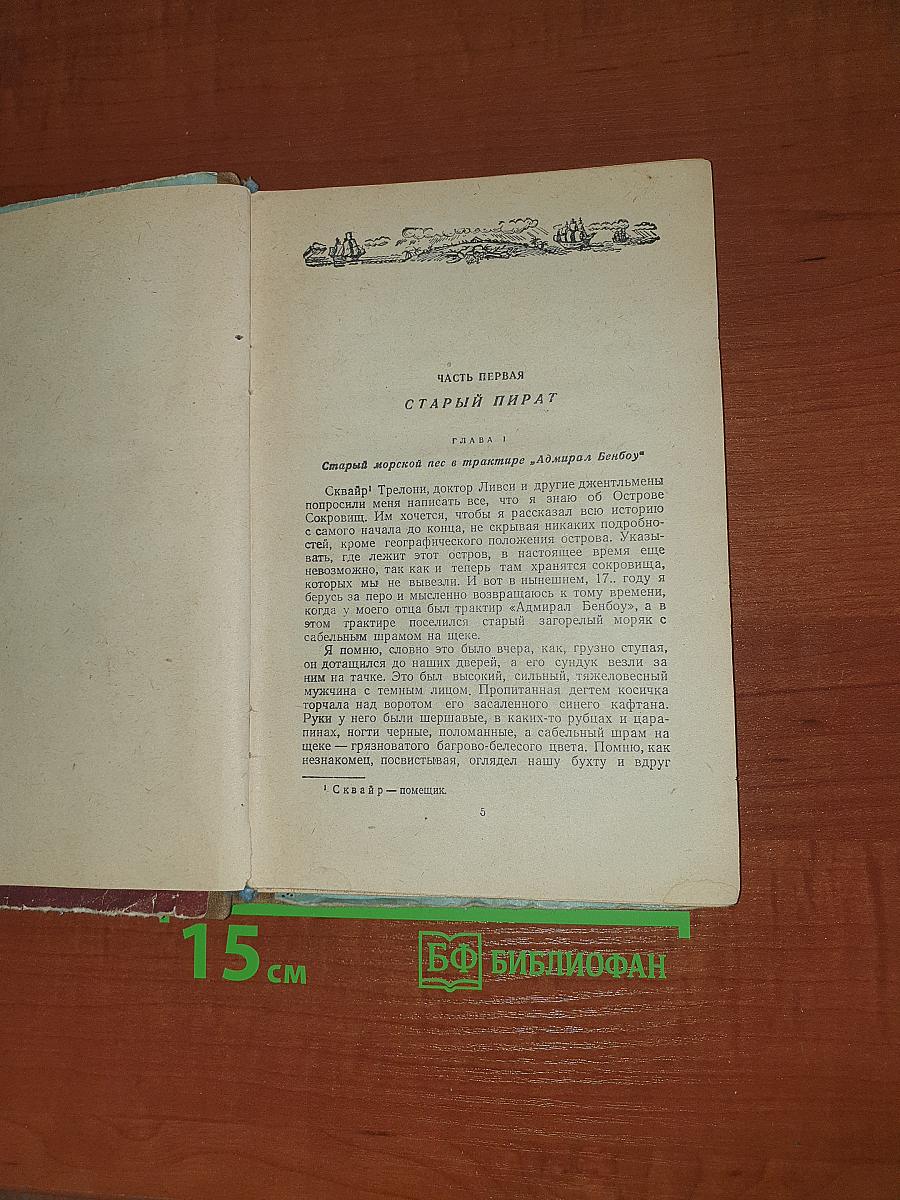 ЧАСТЬ ПЕРВАЯ
СТАРЫЙ ПИРАТ
ГЛАВА I
Старый морской пес в трактире „Адмирал Бенбоу"
Сквайр¹ Трелони, доктор Ливси и другие джентльмены
попросили меня написать все, что я знаю об Острове
Сокровищ. Им хочется, чтобы я рассказал всю историю
с самого начала до конца, не скрывая никаких подробно-
стей, кроме географического положения острова. Указы-
вать, где лежит этот остров, в настоящее время еще
невозможно, так как и теперь там хранятся сокровища,
которых мы не вывезли. И вот в нынешнем, 17.. году я
берусь за перо и мысленно возвращаюсь к тому времени,
когда у моего отца был трактир «Адмирал Бенбоу», а в
этом трактире поселился старый загорелый моряк с
сабельным шрамом на щеке.
Я помню, словно это было вчера, как, грузно ступая,
он дотащился до наших дверей, а его сундук везли за
ним на тачке. Это был высокий, сильный, тяжеловесный
мужчина с темным лицом. Пропитанная дегтем косичка
торчала над воротом его засаленного синего кафтана.
Руки у него были шершавые, в каких-то рубцах и цара-
пинах, ногти черные, поломанные, а сабельный шрам на
щеке — грязноватого багрово-белесого цвета. Помню, как
незнакомец, посвистывая, оглядел нашу бухту и вдруг
¹ Сквайр — помещик.
5
15 см
БФ БИБЛИОФАН